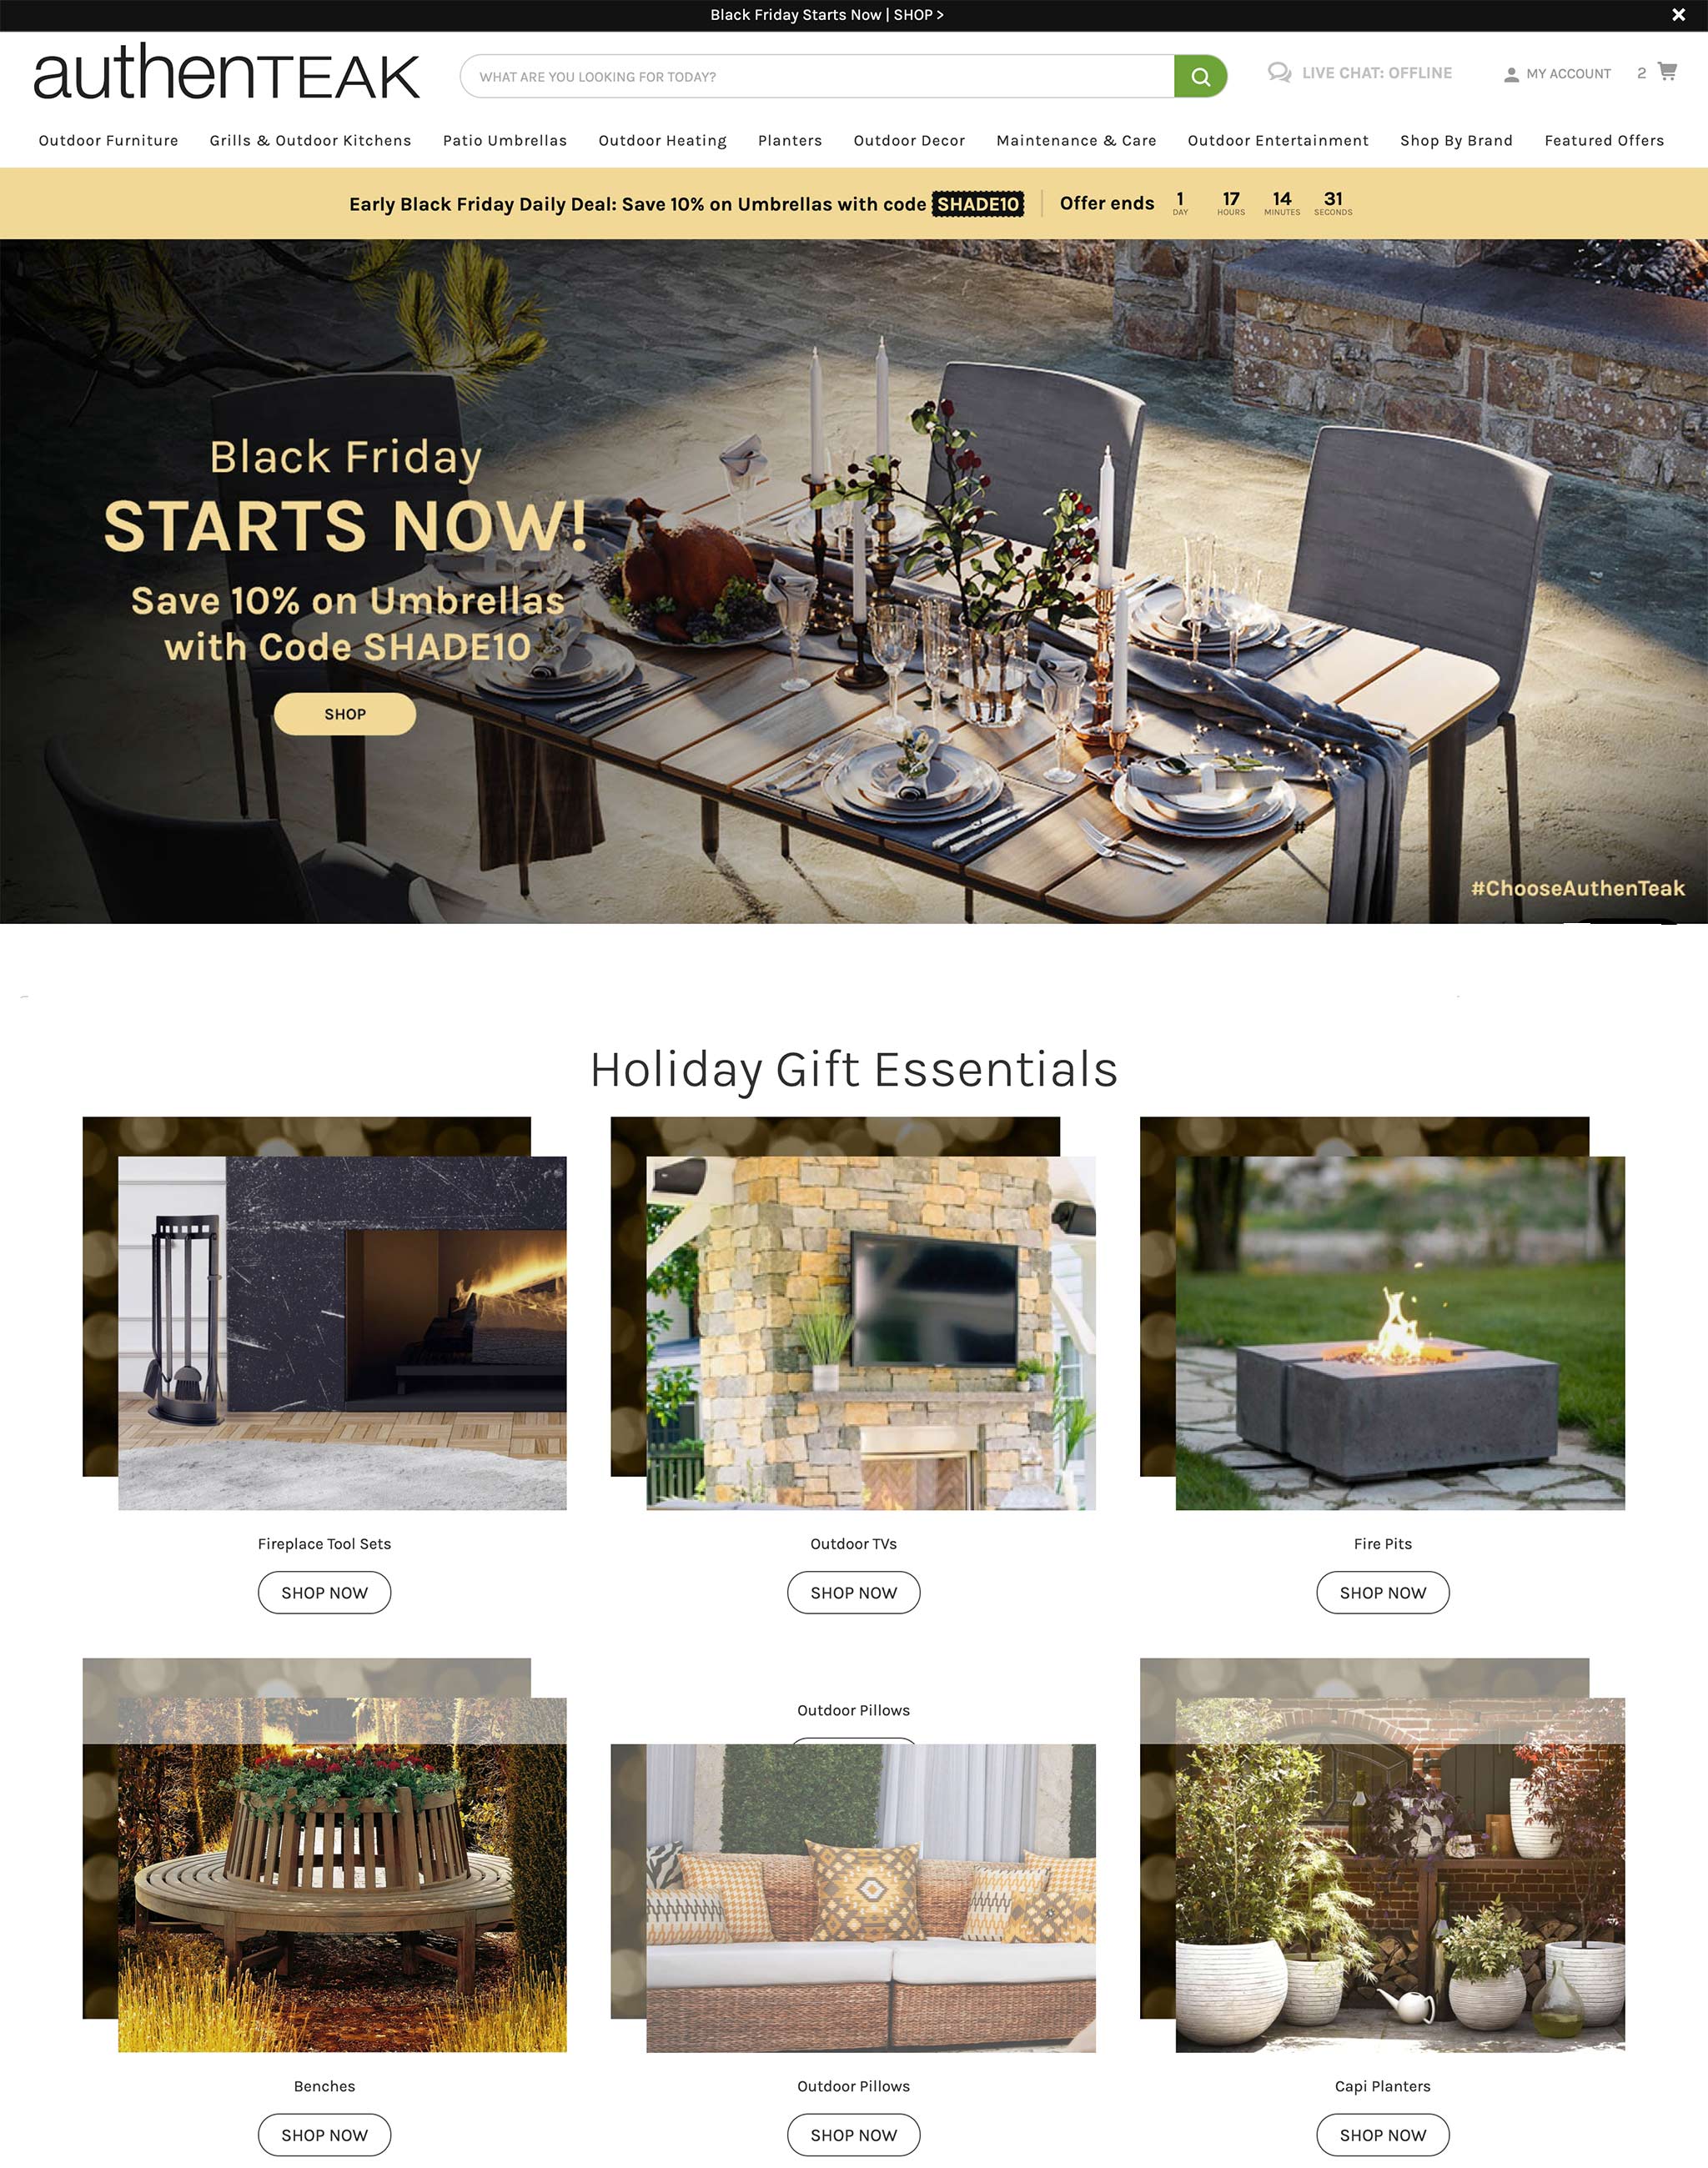 Black Friday Starts Now | SHOP >
authenTEAK
WHAT ARE YOU LOOKING FOR TODAY?
LIVE CHAT: OFFLINE
MY ACCOUNT
2
Outdoor Furniture
Grills & Outdoor Kitchens
Patio Umbrellas
Outdoor Heating
Planters
Outdoor Decor
Maintenance & Care
Outdoor Entertainment
Shop By Brand
Featured Offers
Early Black Friday Daily Deal: Save 10% on Umbrellas with code SHADE10
Offer ends
1 DAY
17 HOURS
14 MINUTES
31 SECONDS
Black Friday
STARTS NOW!
Save 10% on Umbrellas
with Code SHADE10
SHOP
#
#ChooseAuthenTeak
Holiday Gift Essentials
Fireplace Tool Sets
SHOP NOW
Outdoor TVs
SHOP NOW
Fire Pits
SHOP NOW
Outdoor Pillows
Benches
SHOP NOW
Outdoor Pillows
SHOP NOW
Capi Planters
SHOP NOW